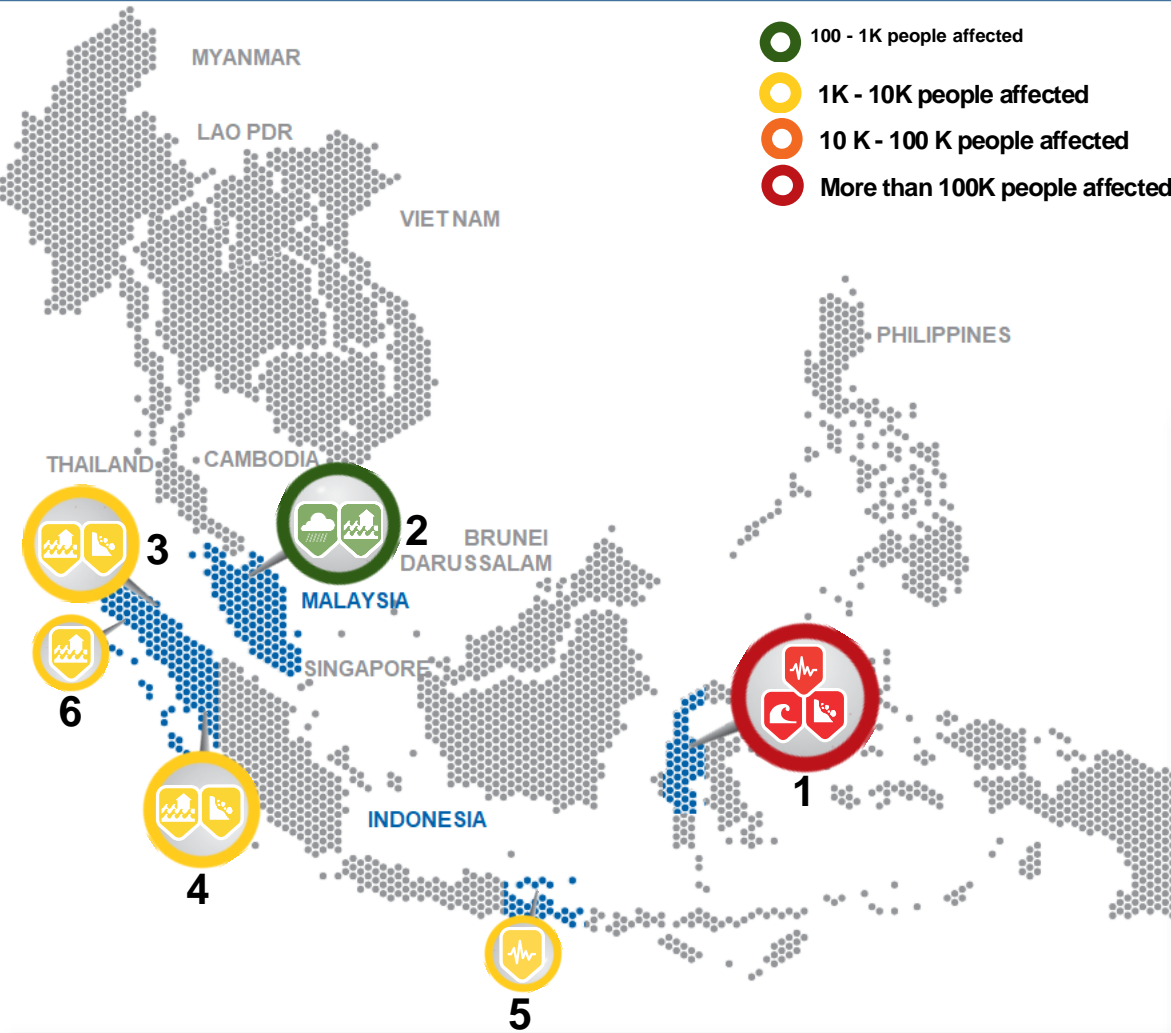 MYANMAR
LAO PDR
VIETNAM
100 - 1K people affected
1K - 10K people affected
10 K - 100 K people affected
More than 100K people affected
PHILIPPINES
THAILAND
CAMBODIA
2
3
BRUNEI
DARUSSALAM
MALAYSIA
SINGAPORE
6
1
INDONESIA
4
5